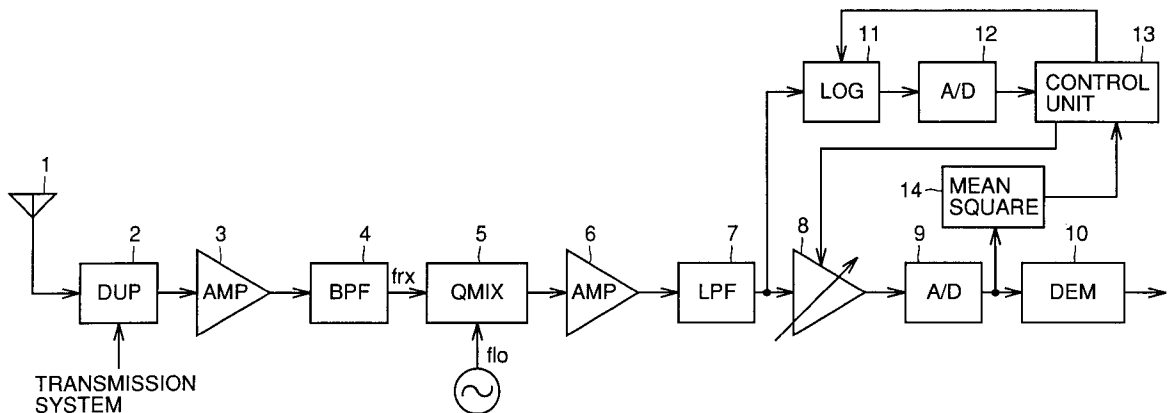 11
12
13
LOG
A/D
CONTROL
UNIT
1
14
MEAN
SQUARE
2
3
4
5
6
7
8
9
10
DUP
AMP
BPF
frx
QMIX
AMP
LPF
A/D
DEM
flo
TRANSMISSION
SYSTEM